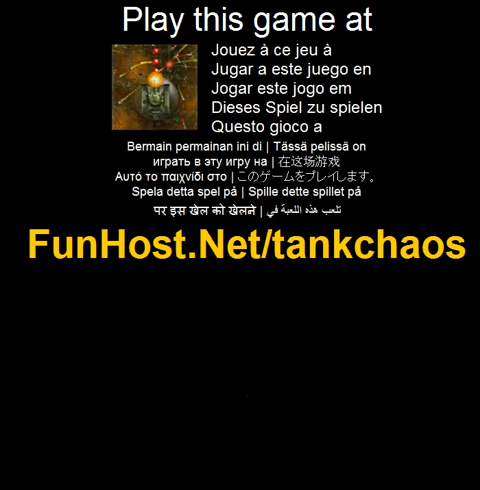 Play this game at
Jouez à ce jeu à
Jugar a este juego en
Jogar este jogo em
Dieses Spiel zu spielen
Questo gioco a
Bermain permainan ini di | Tässä pelissä on
играть в эту игру на | 在这场游戏
Αυτό το παιχνίδι στο | このゲームをプレイします。
Spela detta spel på | Spille dette spillet på
पर इस खेल को खेलने | تلعب هذه اللعبة في
FunHost.Net/tankchaos